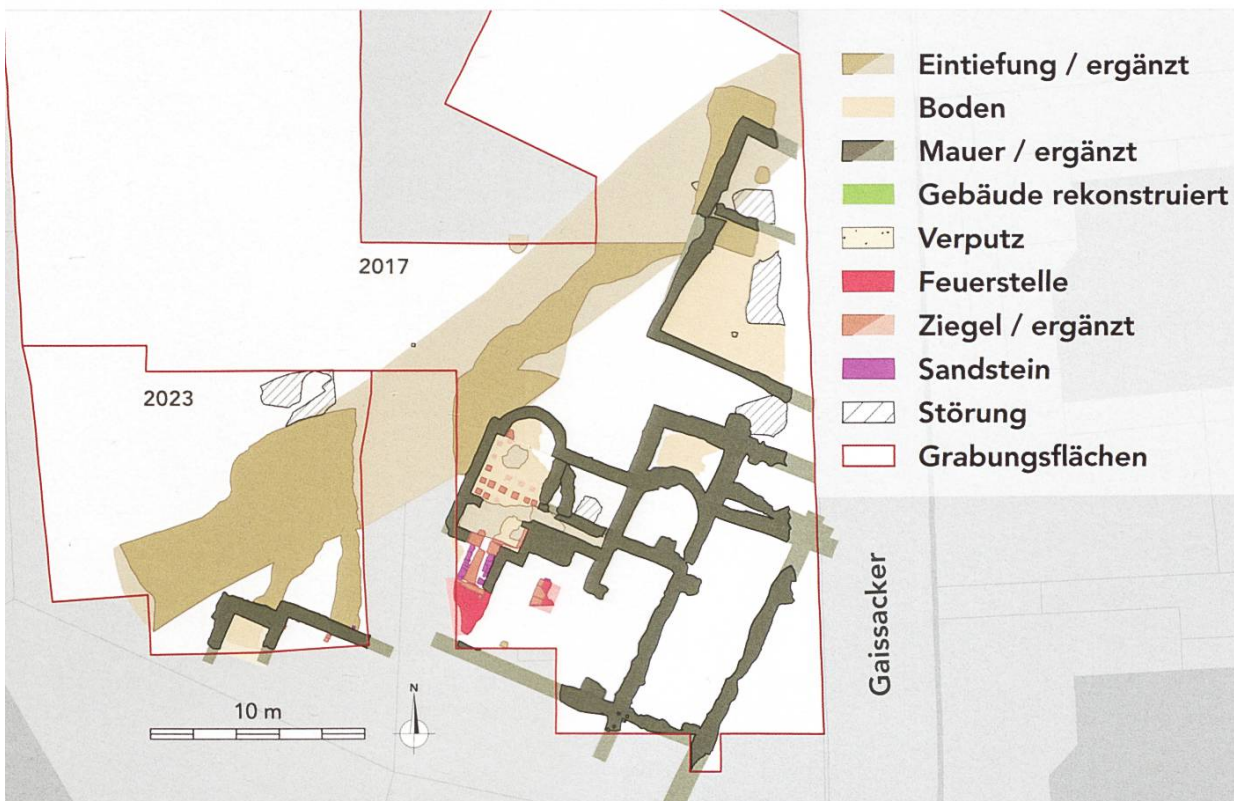 Eintiefung / ergänzt
Boden
Mauer / ergänzt
Gebäude rekonstruiert
Verputz
Feuerstelle
Ziegel / ergänzt
Sandstein
Störung
Grabungsflächen
2017
2023
Gaissacker
10 m
N